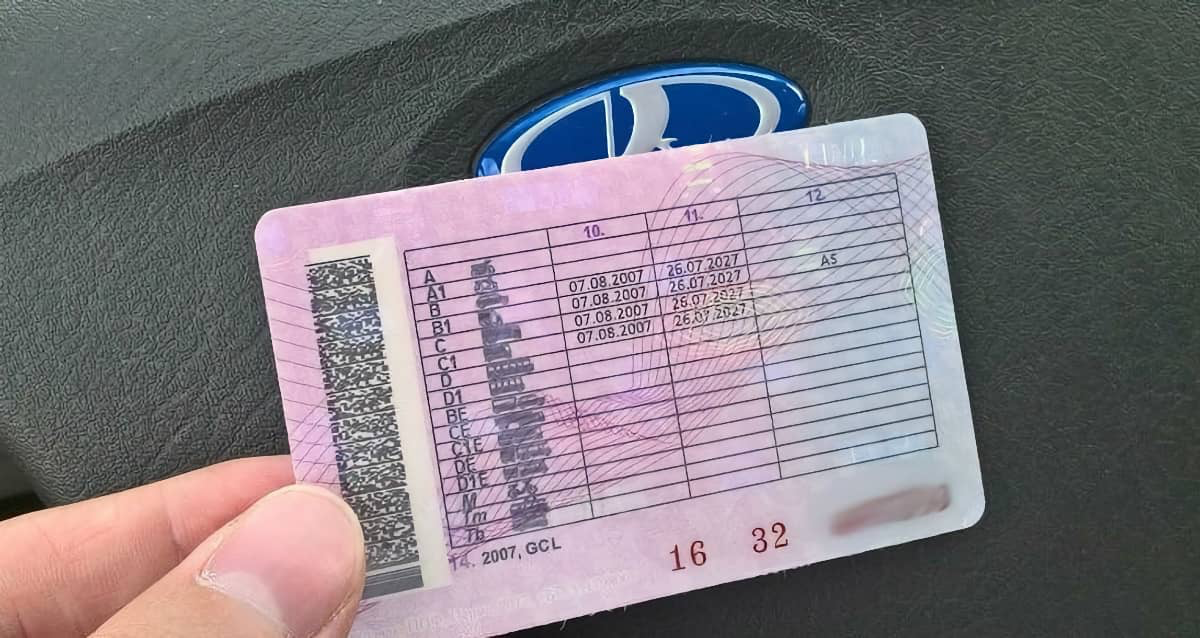 10. 11. 12.
A
A1
B 07.08.2007 26.07.2027
B1 07.08.2007 26.07.2027 AS
C 07.08.2007 26.07.2027
C1 07.08.2007 26.07.2027
D
D1
BE
CE
C1E
DE
D1E
M
Tm
Tb
14. 2007, GCL
16 32